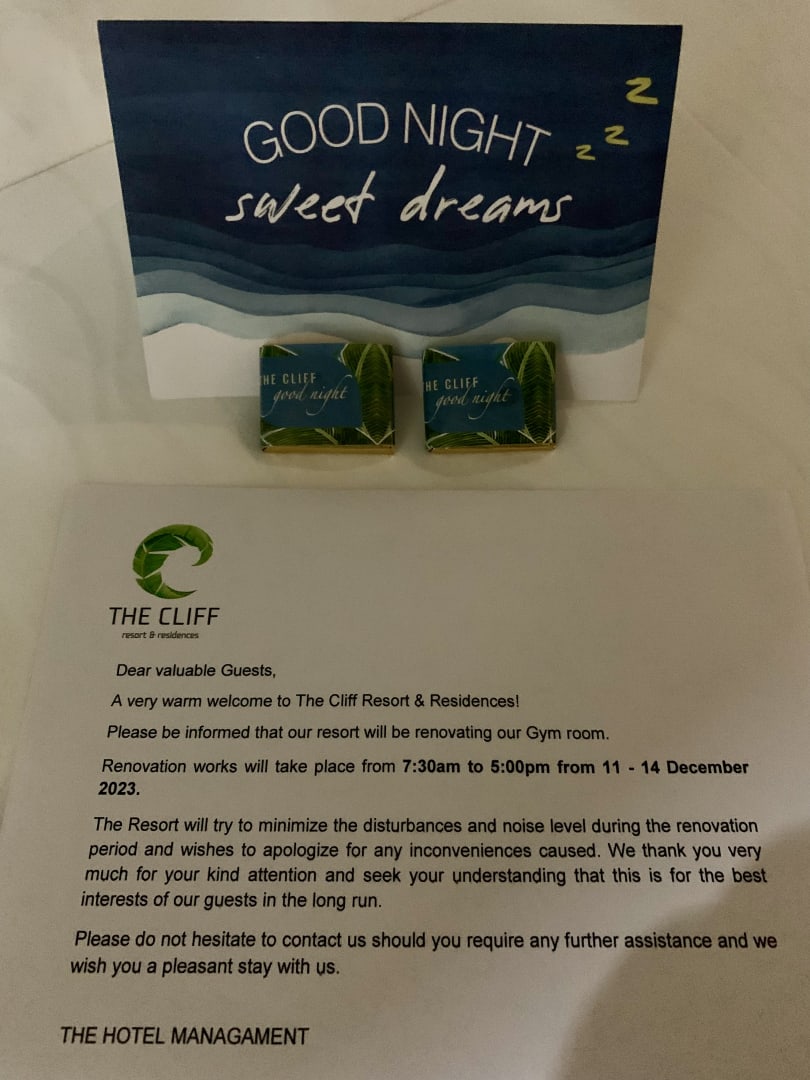 GOOD NIGHT
z z z
sweet dreams
HE CLIFF
good night
HE CLIFF
good night
THE CLIFF
resort & residences
Dear valuable Guests,
A very warm welcome to The Cliff Resort & Residences!
Please be informed that our resort will be renovating our Gym room.
Renovation works will take place from 7:30am to 5:00pm from 11 - 14 December
2023.
The Resort will try to minimize the disturbances and noise level during the renovation
period and wishes to apologize for any inconveniences caused. We thank you very
much for your kind attention and seek your understanding that this is for the best
interests of our guests in the long run.
Please do not hesitate to contact us should you require any further assistance and we
wish you a pleasant stay with us.
THE HOTEL MANAGAMENT